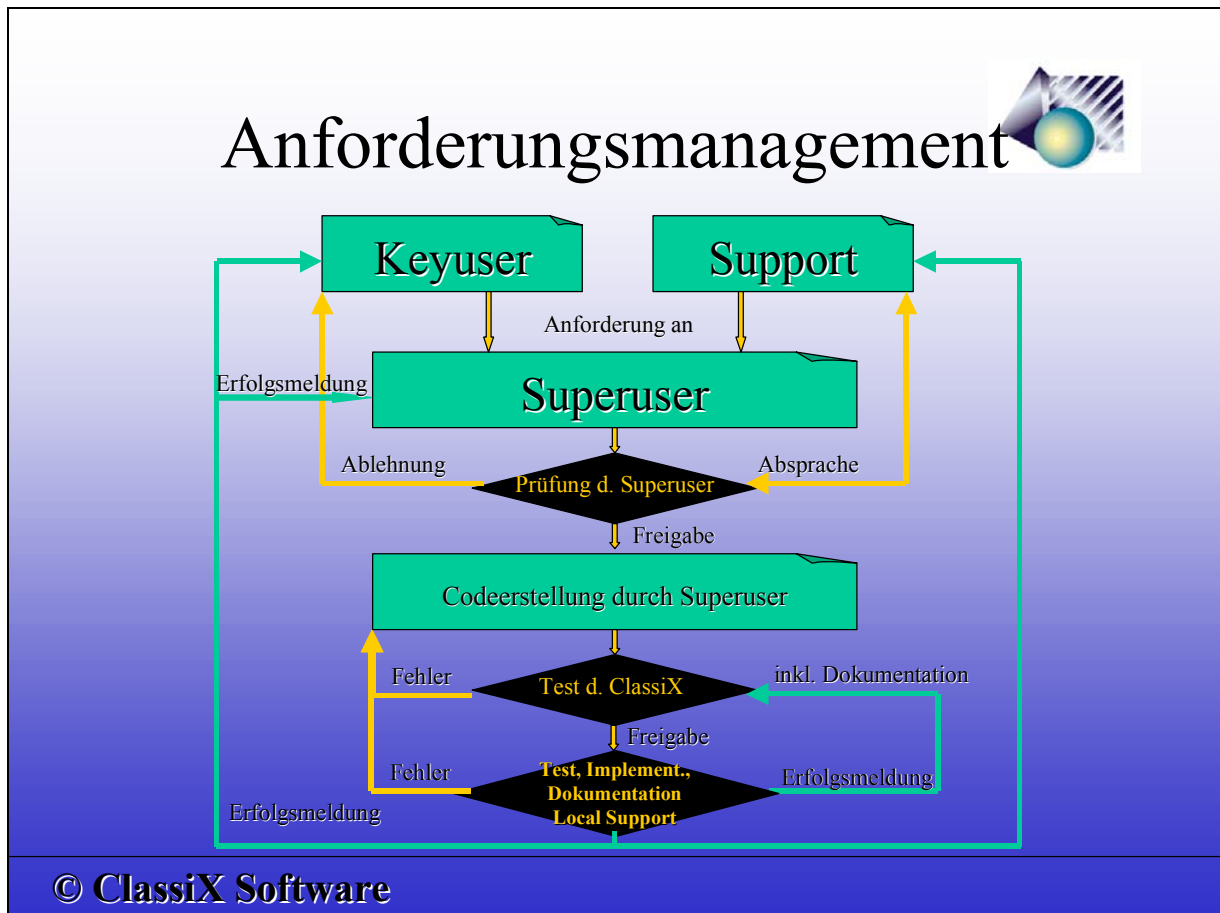 Anforderungsmanagement
Keyuser
Support
Anforderung an
Erfolgsmeldung
Superuser
Ablehnung
Absprache
Prüfung d. Superuser
Freigabe
Codeerstellung durch Superuser
Fehler
Test d. ClassiX
inkl. Dokumentation
Freigabe
Fehler
Test, Implement.,
Dokumentation
Local Support
Erfolgsmeldung
Erfolgsmeldung
© ClassiX Software